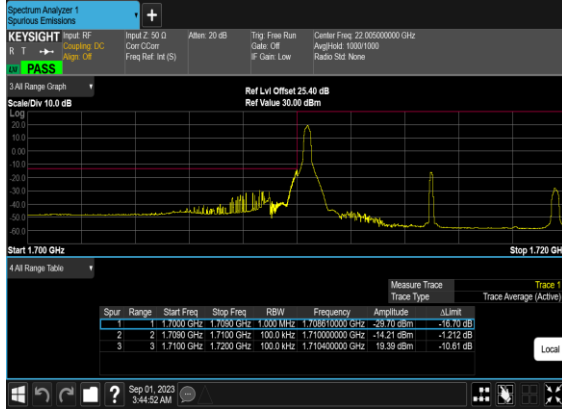 Spectrum Analyzer 1
Spurious Emissions
KEYSIGHT Input: RF Input Z: 50 Ω Atten: 20 dB Trig: Free Run Center Freq: 22.005000000 GHz
R T Coupling: DC Corr CCorr Gate: Off Avg|Hold: 1000/1000
Align: Off Freq Ref: Int (S) IF Gain: Low Radio Std: None
PASS
3 All Range Graph
Ref Lvl Offset 25.40 dB
Scale/Div 10.0 dB Ref Value 30.00 dBm
Log
20.0
10.0
0.00
-10.0
-20.0
-30.0
-40.0
-50.0
-60.0
Start 1.700 GHz Stop 1.720 GH
4 All Range Table
Measure Trace Trace 1
Trace Type Trace Average (Active)
Spur Range Start Freq Stop Freq RBW Frequency Amplitude ΔLimit
1 1 1.7000 GHz 1.7090 GHz 1.000 MHz 1.708610000 GHz -29.70 dBm -16.70 dB
2 2 1.7090 GHz 1.7100 GHz 100.0 kHz 1.710000000 GHz -14.21 dBm -1.212 dB
3 3 1.7100 GHz 1.7200 GHz 100.0 kHz 1.710400000 GHz 19.39 dBm -10.61 dB
Local
Sep 01, 2023
3:44:52 AM